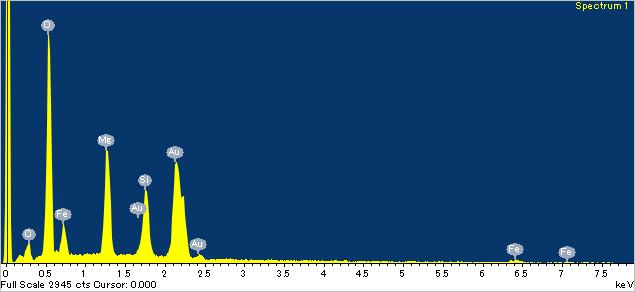 Spectrum 1
O
Mg
Au
Si
Au
Fe
C
Au
Fe
Fe
0 0.5 1 1.5 2 2.5 3 3.5 4 4.5 5 5.5 6 6.5 7 7.5
Full Scale 2945 cts Cursor: 0.000 keV